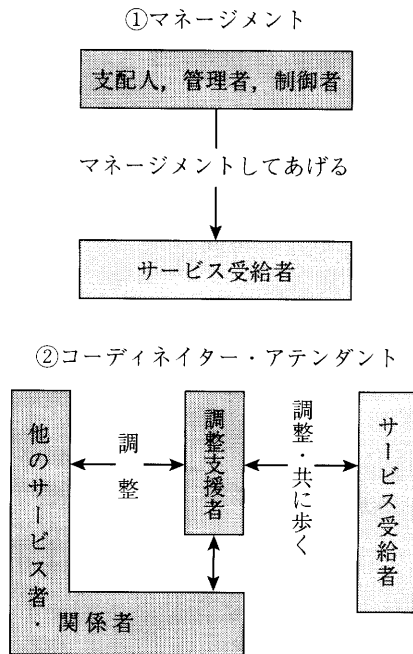 ①マネージメント
支配人，管理者，制御者
マネージメントしてあげる
サービス受給者
②コーディネイター・アテンダント
他のサービス者・
関係者
調整
調整支援者
調整・共に歩く
サービス受給者